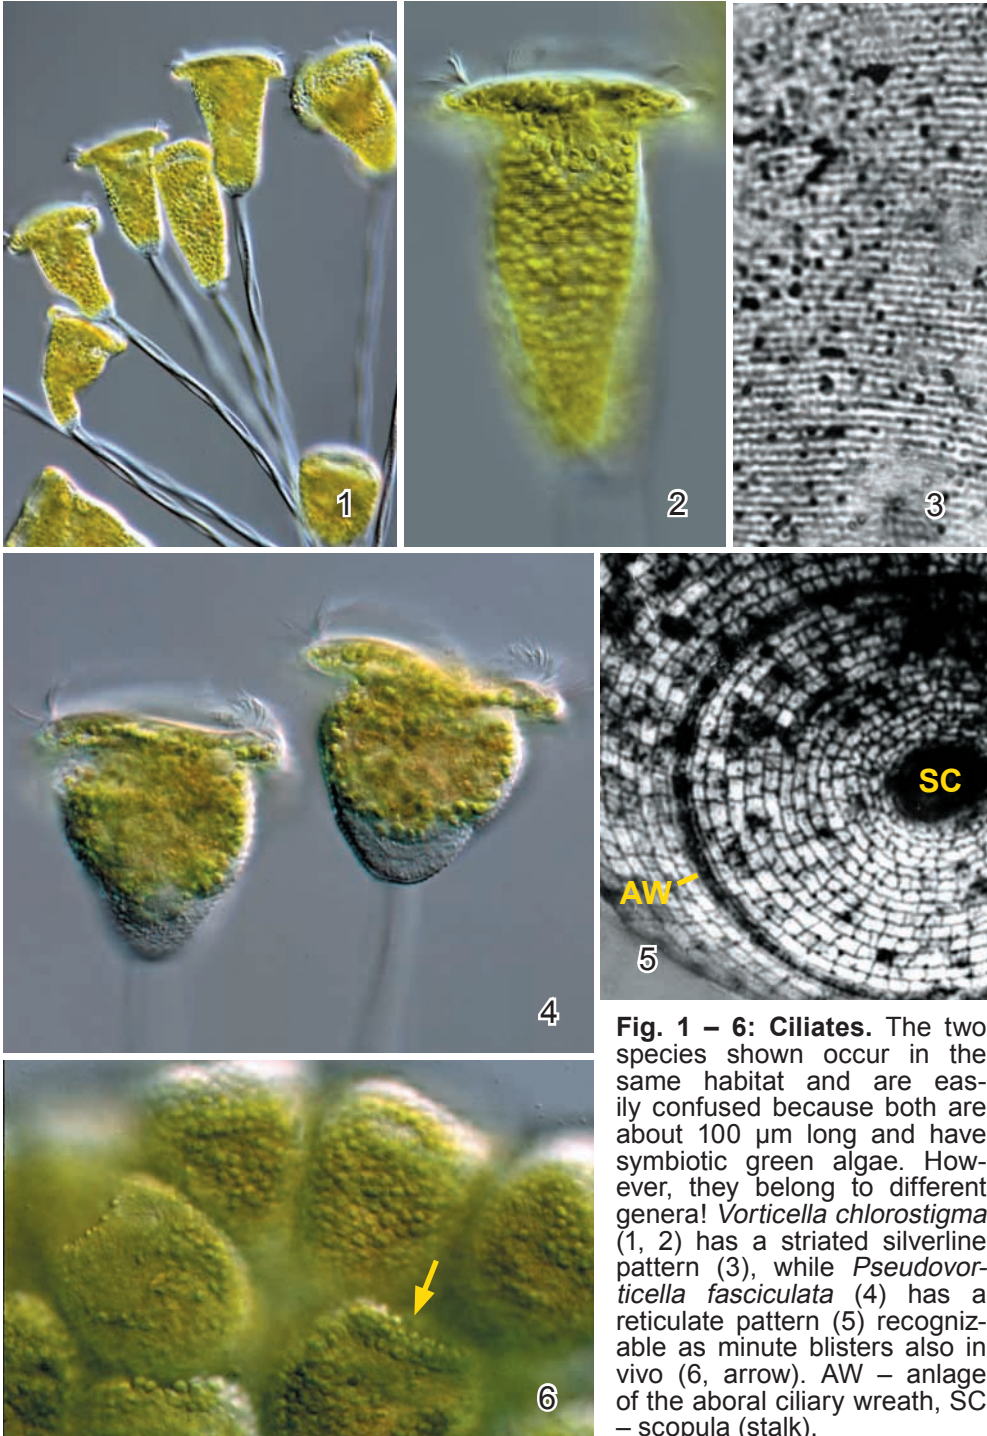 1
2
3
4
SC
AW
5
6
Fig. 1 – 6: Ciliates. The two
species shown occur in the
same habitat and are eas-
ily confused because both are
about 100 µm long and have
symbiotic green algae. How-
ever, they belong to different
genera! Vorticella chlorostigma
(1, 2) has a striated silverline
pattern (3), while Pseudovor-
ticella fasciculata (4) has a
reticulate pattern (5) recogniz-
able as minute blisters also in
vivo (6, arrow). AW – anlage
of the aboral ciliary wreath, SC
– scopula (stalk).